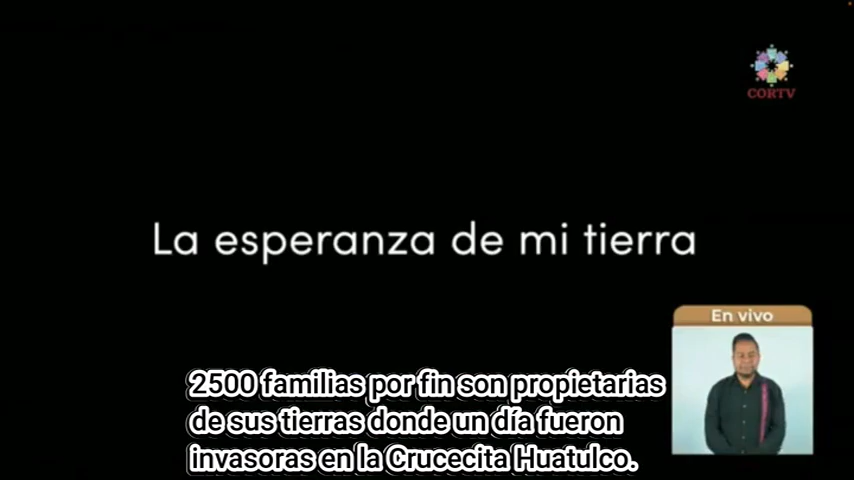 CORTV
La esperanza de mi tierra
En vivo
2500 familias por fin son propietarias
de sus tierras donde un día fueron
invasoras en la Crucecita Huatulco.